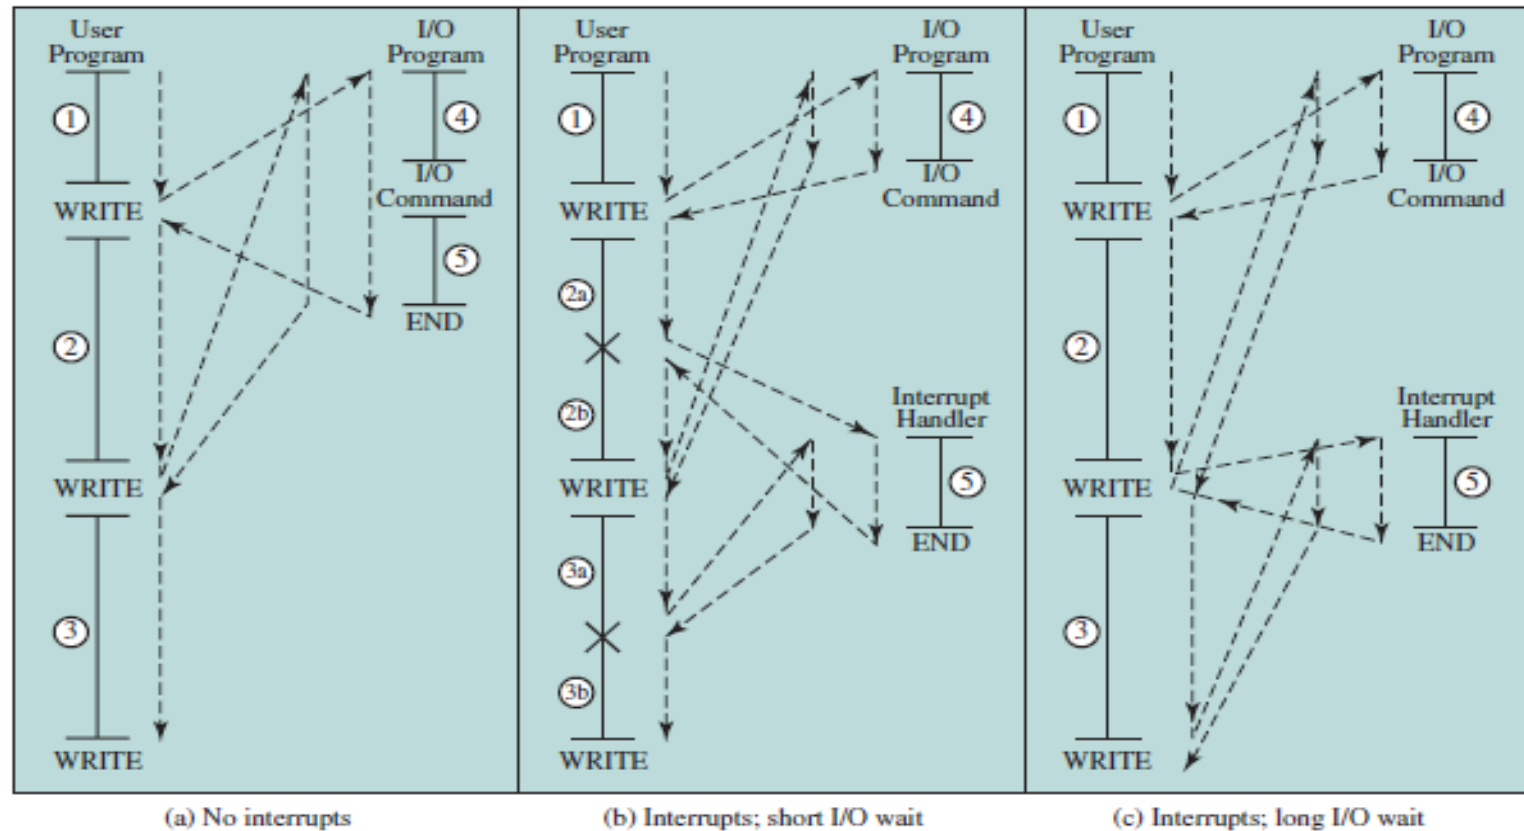 User
Program
I/O
Program
①
④
I/O
Command
WRITE
⑤
END
②
WRITE
③
WRITE
(a) No interrupts
User
Program
I/O
Program
①
④
I/O
Command
WRITE
2a
2b
Interrupt
Handler
WRITE
⑤
END
3a
3b
WRITE
(b) Interrupts; short I/O wait
User
Program
I/O
Program
①
④
I/O
Command
WRITE
②
Interrupt
Handler
WRITE
⑤
END
③
WRITE
(c) Interrupts; long I/O wait